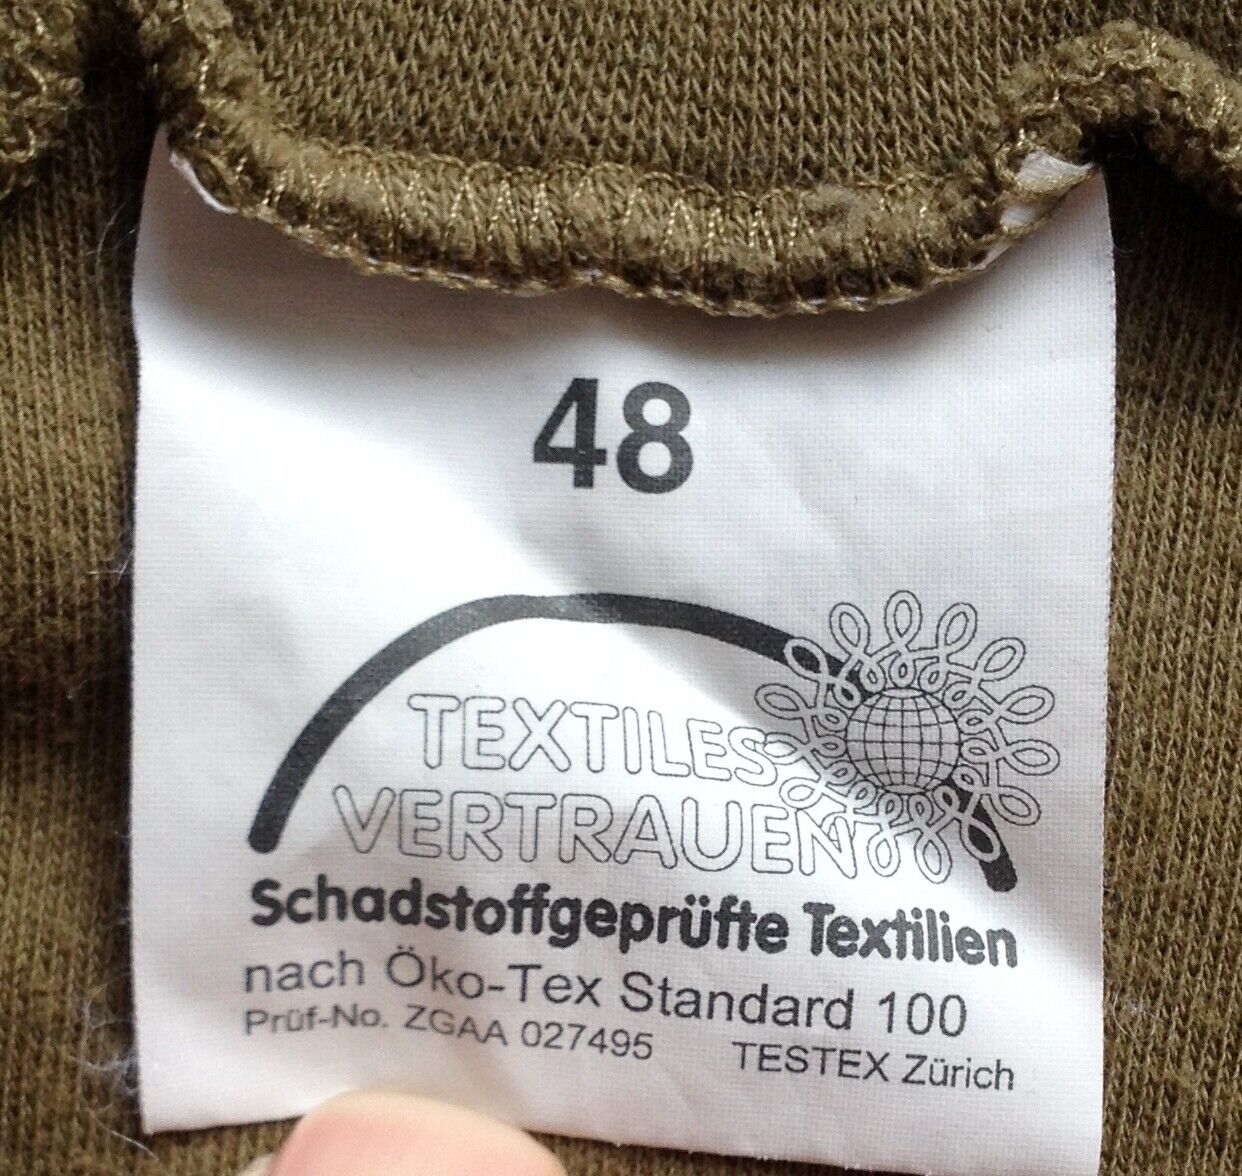 48
TEXTILES
VERTRAUEN
Schadstoffgeprüfte Textilien
nach Öko-Tex Standard 100
Prüf-No. ZGAA 027495 TESTEX Zürich